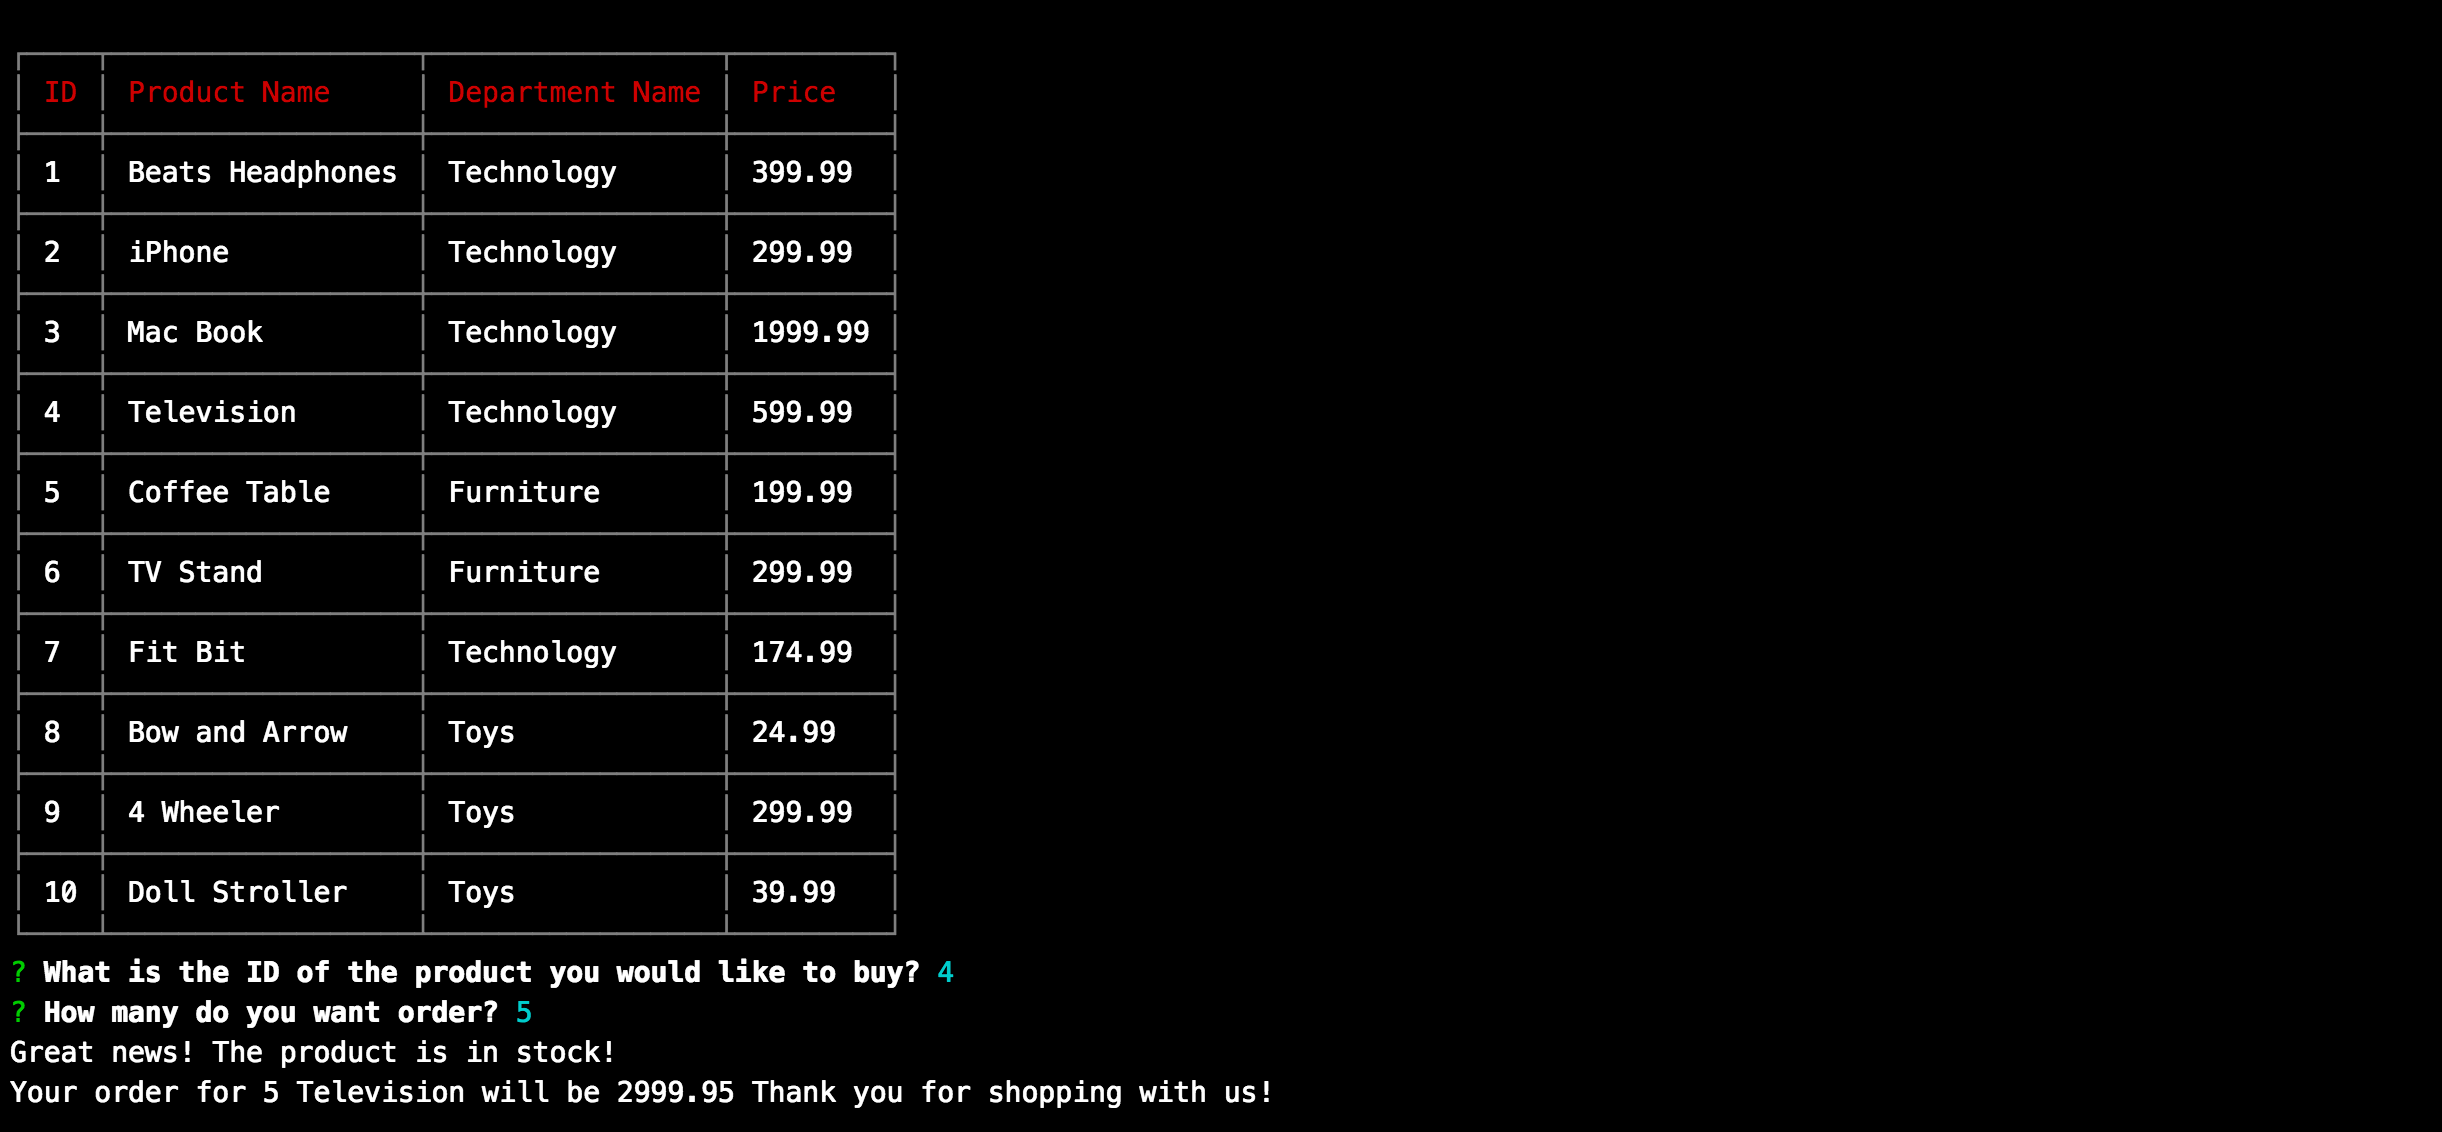 ID Product Name Department Name Price
1 Beats Headphones Technology 399.99
2 iPhone Technology 299.99
3 Mac Book Technology 1999.99
4 Television Technology 599.99
5 Coffee Table Furniture 199.99
6 TV Stand Furniture 299.99
7 Fit Bit Technology 174.99
8 Bow and Arrow Toys 24.99
9 4 Wheeler Toys 299.99
10 Doll Stroller Toys 39.99
? What is the ID of the product you would like to buy? 4
? How many do you want order? 5
Great news! The product is in stock!
Your order for 5 Television will be 2999.95 Thank you for shopping with us!